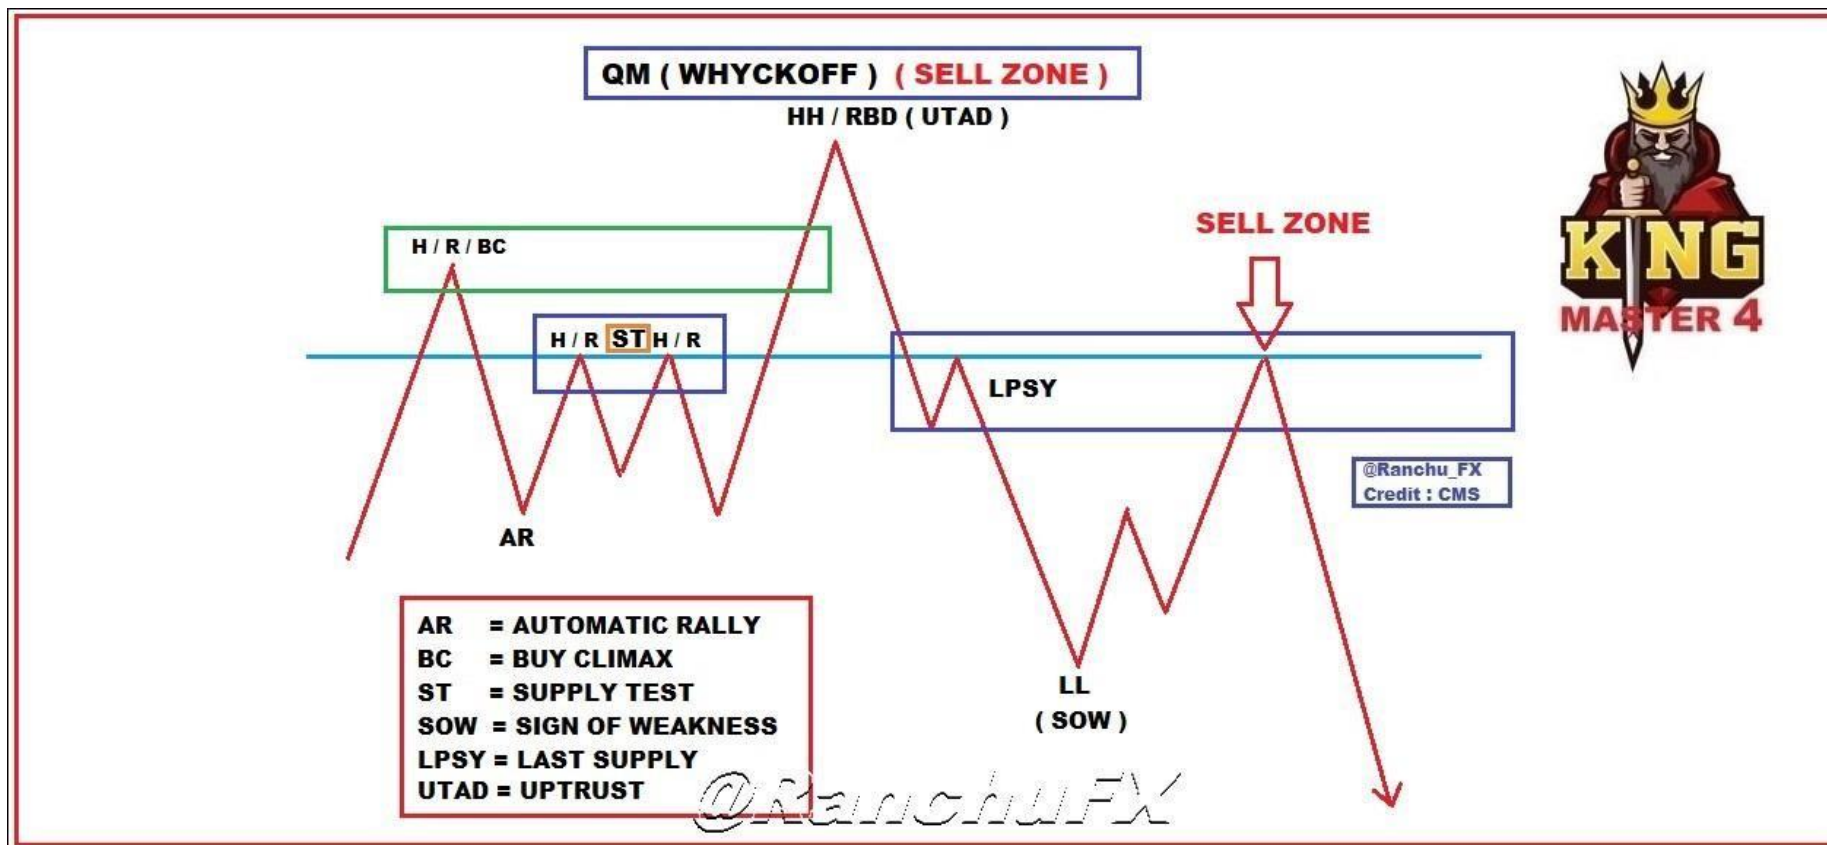 QM ( WHYCKOFF ) ( SELL ZONE )
HH / RBD ( UTAD )
SELL ZONE
H / R / BC
H / R ST H / R
LPSY
AR
@Ranchu_FX
Credit : CMS
KING
MASTER 4
LL
( SOW )
AR = AUTOMATIC RALLY
BC = BUY CLIMAX
ST = SUPPLY TEST
SOW = SIGN OF WEAKNESS
LPSY = LAST SUPPLY
UTAD = UPTRUST
@RanchuFX